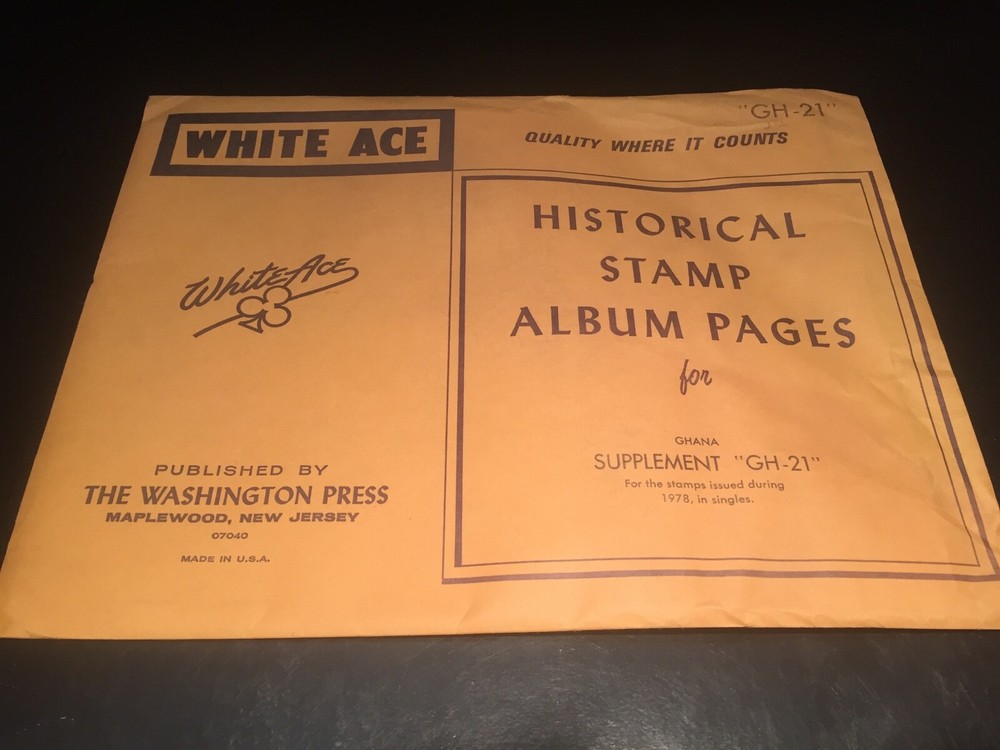 "GH-21"
WHITE ACE
QUALITY WHERE IT COUNTS
White Ace
HISTORICAL
STAMP
ALBUM PAGES
for
GHANA
SUPPLEMENT "GH-21"
For the stamps issued during
1978, in singles.
PUBLISHED BY
THE WASHINGTON PRESS
MAPLEWOOD, NEW JERSEY
07040
MADE IN U.S.A.